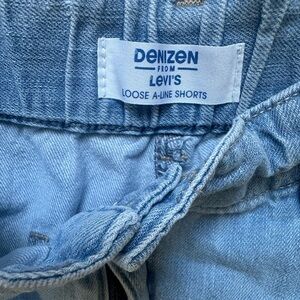 DENIZEN
FROM
LEVI'S
LOOSE A-LINE SHORTS